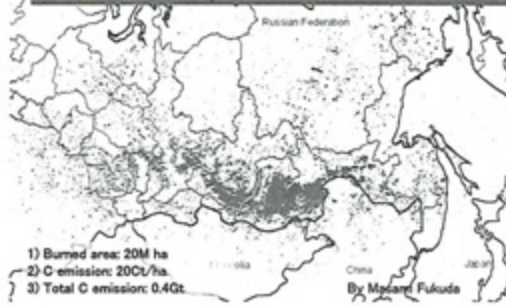 Russian Federation
1) Burned area: 20M ha
2) C emission: 20Ct/ha.
3) Total C emission: 0.4Gt
China
Japan
By Masami Fukuda